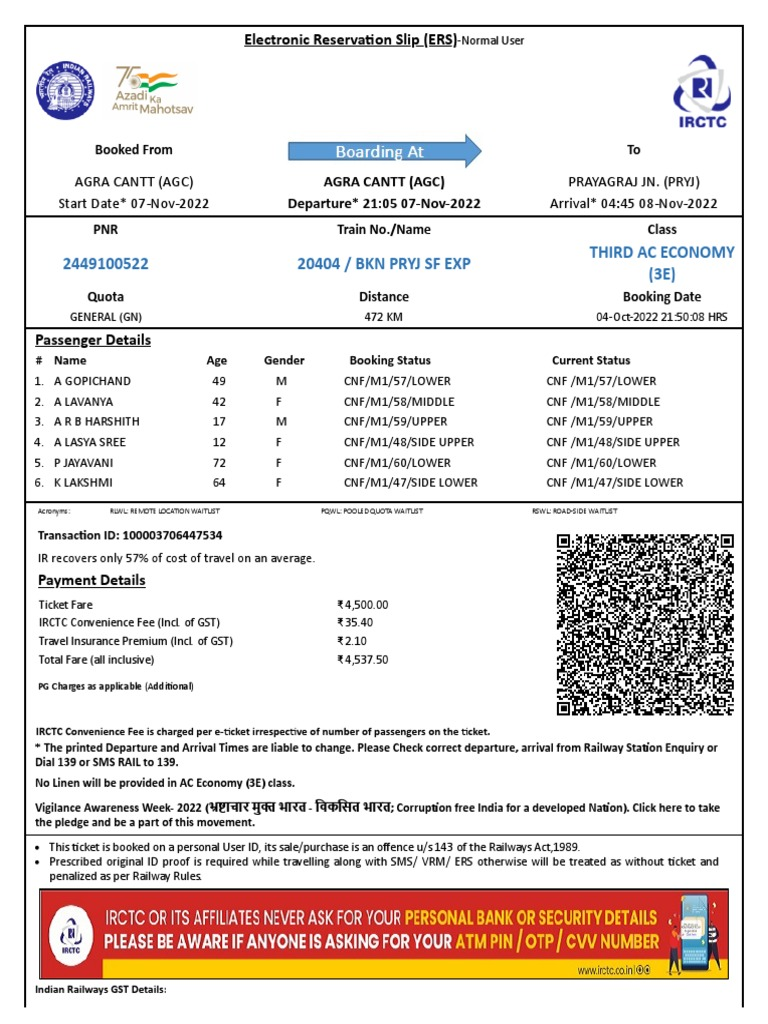 Electronic Reservation Slip (ERS)-Normal User
INDIAN RAILWAYS
75
Azadi Ka
Amrit Mahotsav
IRCTC
Booked From Boarding At To
AGRA CANTT (AGC) AGRA CANTT (AGC) PRAYAGRAJ JN. (PRYJ)
Start Date* 07-Nov-2022 Departure* 21:05 07-Nov-2022 Arrival* 04:45 08-Nov-2022
PNR Train No./Name Class
2449100522 20404 / BKN PRYJ SF EXP THIRD AC ECONOMY
(3E)
Quota Distance Booking Date
GENERAL (GN) 472 KM 04-Oct-2022 21:50:08 HRS
Passenger Details
# Name Age Gender Booking Status Current Status
1. A GOPICHAND 49 M CNF/M1/57/LOWER CNF /M1/57/LOWER
2. A LAVANYA 42 F CNF/M1/58/MIDDLE CNF /M1/58/MIDDLE
3. A R B HARSHITH 17 M CNF/M1/59/UPPER CNF /M1/59/UPPER
4. A LASYA SREE 12 F CNF/M1/48/SIDE UPPER CNF /M1/48/SIDE UPPER
5. P JAYAVANI 72 F CNF/M1/60/LOWER CNF /M1/60/LOWER
6. K LAKSHMI 64 F CNF/M1/47/SIDE LOWER CNF /M1/47/SIDE LOWER
Acronyms: RLWL: REMOTE LOCATION WAITLIST PQWL: POOLED QUOTA WAITLIST RSWL: ROAD-SIDE WAITLIST
Transaction ID: 100003706447534
IR recovers only 57% of cost of travel on an average.
Payment Details
Ticket Fare ₹ 4,500.00
IRCTC Convenience Fee (Incl. of GST) ₹ 35.40
Travel Insurance Premium (Incl. of GST) ₹ 2.10
Total Fare (all inclusive) ₹ 4,537.50
PG Charges as applicable (Additional)
IRCTC Convenience Fee is charged per e-ticket irrespective of number of passengers on the ticket.
* The printed Departure and Arrival Times are liable to change. Please Check correct departure, arrival from Railway Station Enquiry or
Dial 139 or SMS RAIL to 139.
No Linen will be provided in AC Economy (3E) class.
Vigilance Awareness Week- 2022 (भ्रष्टाचार मुक्त भारत - विकसित भारत; Corruption free India for a developed Nation). Click here to take
the pledge and be a part of this movement.
• This ticket is booked on a personal User ID, its sale/purchase is an offence u/s 143 of the Railways Act,1989.
• Prescribed original ID proof is required while travelling along with SMS/ VRM/ ERS otherwise will be treated as without ticket and
penalized as per Railway Rules.
IRCTC OR ITS AFFILIATES NEVER ASK FOR YOUR PERSONAL BANK OR SECURITY DETAILS
PLEASE BE AWARE IF ANYONE IS ASKING FOR YOUR ATM PIN / OTP / CVV NUMBER
IRCTC
www.irctc.co.in
Indian Railways GST Details: